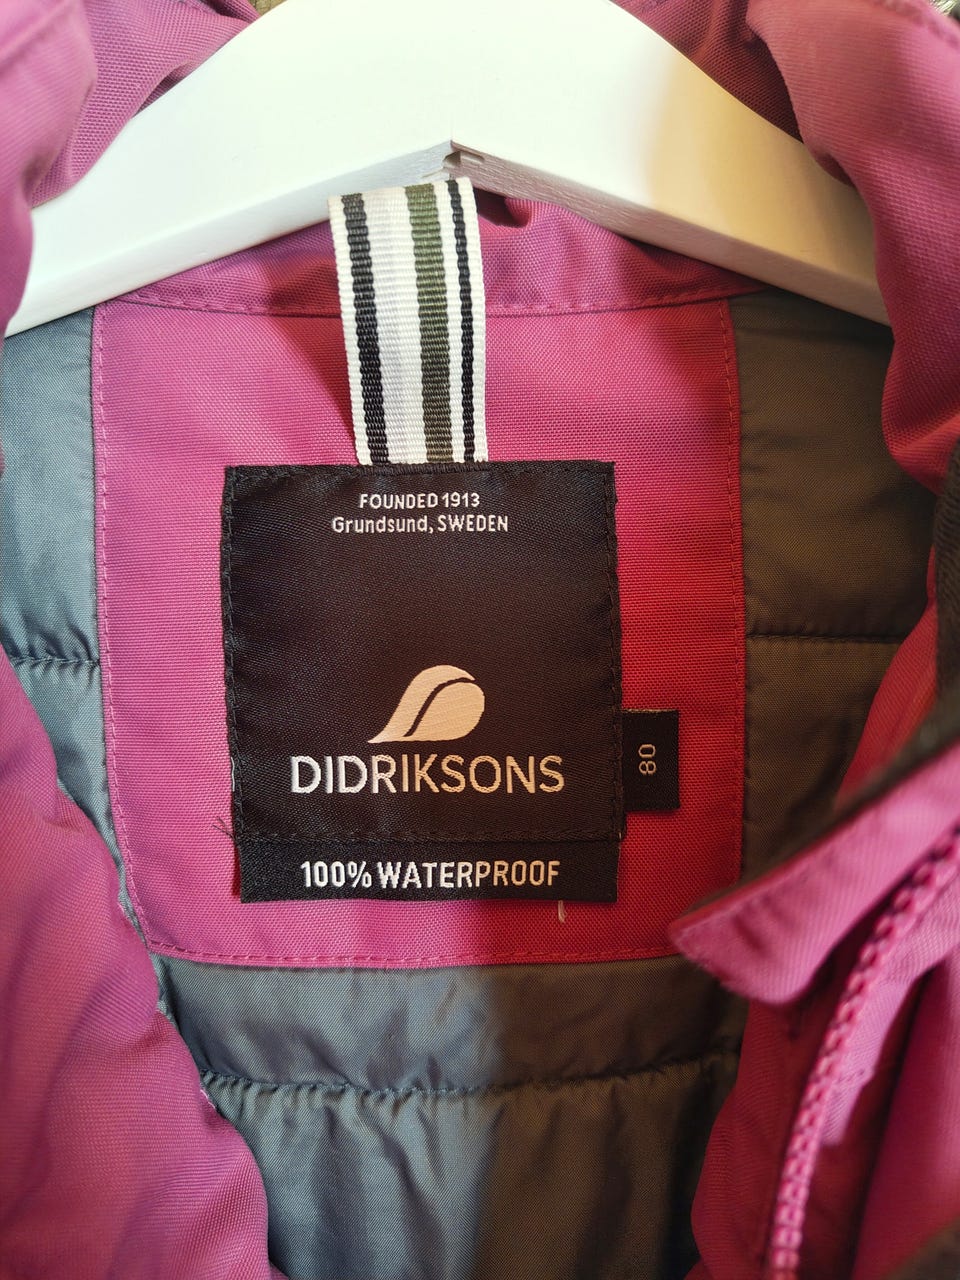 FOUNDED 1913
Grundsund, SWEDEN
DIDRIKSONS
80
100% WATERPROOF